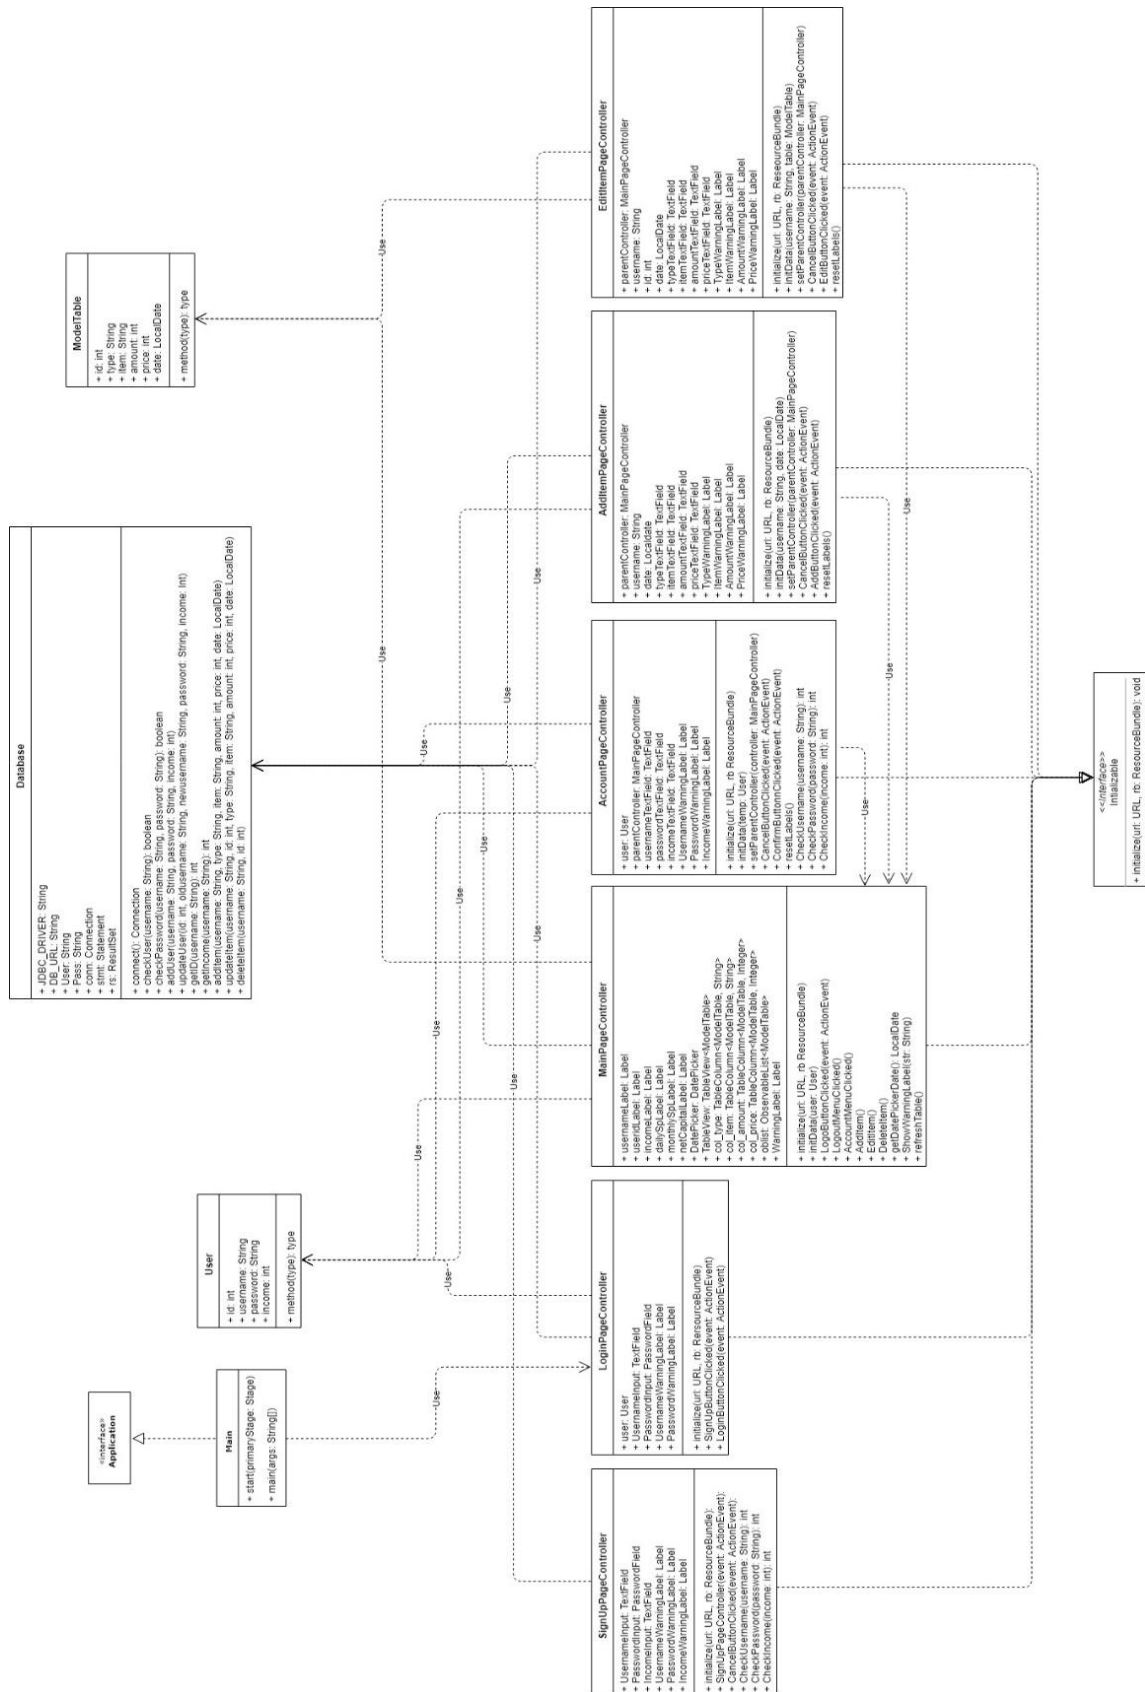 «interface»
Application
Main
+ start(primaryStage: Stage)
+ main(args: String[])
User
+ id: int
+ username: String
+ password: String
+ income: int
+ method(type): type
Database
+ JDBC_DRIVER: String
+ DB_URL: String
+ User: String
+ Pass: String
+ conn: Connection
+ stmt: Statement
+ rs: ResultSet
+ connect(): Connection
+ checkUser(username: String): boolean
+ checkPassword(username: String, password: String): boolean
+ addUser(username: String, password: String, income: int)
+ updateUser(id: int, oldusername: String, newusername: String, password: String, income: int)
+ getID(username: String): int
+ getIncome(username: String): int
+ addItem(username: String, type: String, item: String, amount: int, price: int, date: LocalDate)
+ updateItem(username: String, id: int, type: String, item: String, amount: int, price: int, date: LocalDate)
+ deleteItem(username: String, id: int)
ModelTable
+ id: int
+ type: String
+ item: String
+ amount: int
+ price: int
+ date: LocalDate
+ method(type): type
Use
Use
Use
Use
Use
Use
Use
Use
Use
Use
Use
Use
SignUpPageController
+ UsernameInput: TextField
+ PasswordInput: PasswordField
+ IncomeInput: TextField
+ UsernameWarningLabel: Label
+ PasswordWarningLabel: Label
+ IncomeWarningLabel: Label
+ initialize(url: URL, rb: ResourceBundle):
+ SignUpPageController(event: ActionEvent):
+ CancelButtonClicked(event: ActionEvent):
+ CheckUsername(username: String): int
+ CheckPassword(password: String): int
+ CheckIncome(income: int): int
LoginPageController
+ user: User
+ UsernameInput: TextField
+ PasswordInput: PasswordField
+ UsernameWarningLabel: Label
+ PasswordWarningLabel: Label
+ initialize(url: URL, rb: RersourceBundle)
+ SignUpButtonClicked(event: ActionEvent)
+ LoginButtonClicked(event: ActionEvent)
MainPageController
+ usernameLabel: Label
+ useridLabel: Label
+ incomeLabel: Label
+ dailySpLabel: Label
+ monthlySpLabel: Label
+ netCapitalLabel: Label
+ DatePicker: DatePicker
+ TableView: TableView<ModelTable>
+ col_type: TableColumn<ModelTable, String>
+ col_item: TableColumn<ModelTable, String>
+ col_amount: TableColumn<ModelTable, Integer>
+ col_price: TableColumn<ModelTable, Integer>
+ oblist: ObservableList<ModelTable>
+ WarningLabel: Label
+ initialize(url: URL, rb ResourceBundle)
+ initData(user: User)
+ LogoButtonClicked(event: ActionEvent)
+ LogoutMenuClicked()
+ AccountMenuClicked()
+ AddItem()
+ EditItem()
+ DeleteItem()
+ getDatePickerDate(): LocalDate
+ ShowWarningLabel(str: String)
+ refreshTable()
AccountPageController
+ user: User
+ parentController: MainPageController
+ usernameTextField: TextField
+ passwordTextField: TextField
+ incomeTextField: TextField
+ UsernameWarningLabel: Label
+ PasswordWarningLabel: Label
+ IncomeWarningLabel: Label
+ initialize(url: URL, rb ResourceBundle)
+ initData(temp: User)
+ setParentController(controller: MainPageController)
+ CancelButtonClicked(event: ActionEvent)
+ ConfirmButtonnClicked(event: ActionEvent)
+ resetLabels()
+ CheckUsername(username: String): int
+ CheckPassword(password: String): int
+ CheckIncome(income: int): int
AddItemPageController
+ parentController: MainPageController
+ username: String
+ date: Localdate
+ typeTextField: TextField
+ itemTextField: TextField
+ amountTextField: TextField
+ priceTextField: TextField
+ TypeWarningLabel: Label
+ ItemWarningLabel: Label
+ AmountWarningLabel: Label
+ PriceWarningLabel: Label
+ initialize(url: URL, rb: ResourceBundle)
+ initData(username: String, date: LocalDate)
+ setParentController(parentController: MainPageController)
+ CancelButtonClicked(event: ActionEvent)
+ AddButtonClicked(event: ActionEvent)
+ resetLabels()
EditItemPageController
+ parentController: MainPageController
+ username: String
+ id: int
+ date: LocalDate
+ typeTextField: TextField
+ itemTextField: TextField
+ amountTextField: TextField
+ priceTextField: TextField
+ TypeWarningLabel: Label
+ ItemWarningLabel: Label
+ AmountWarningLabel: Label
+ PriceWarningLabel: Label
+ initialize(url: URL, rb: ReseourceBundle)
+ initData(username: String, table: ModelTable)
+ setParentController(parentController: MainPageController)
+ CancelButtonClicked(event: ActionEvent)
+ EditButtonClicked(event: ActionEvent)
+ resetLabels()
Use
Use
Use
<<interface>>
Intializable
+ initialize(url: URL, rb: ResourceBundle): void